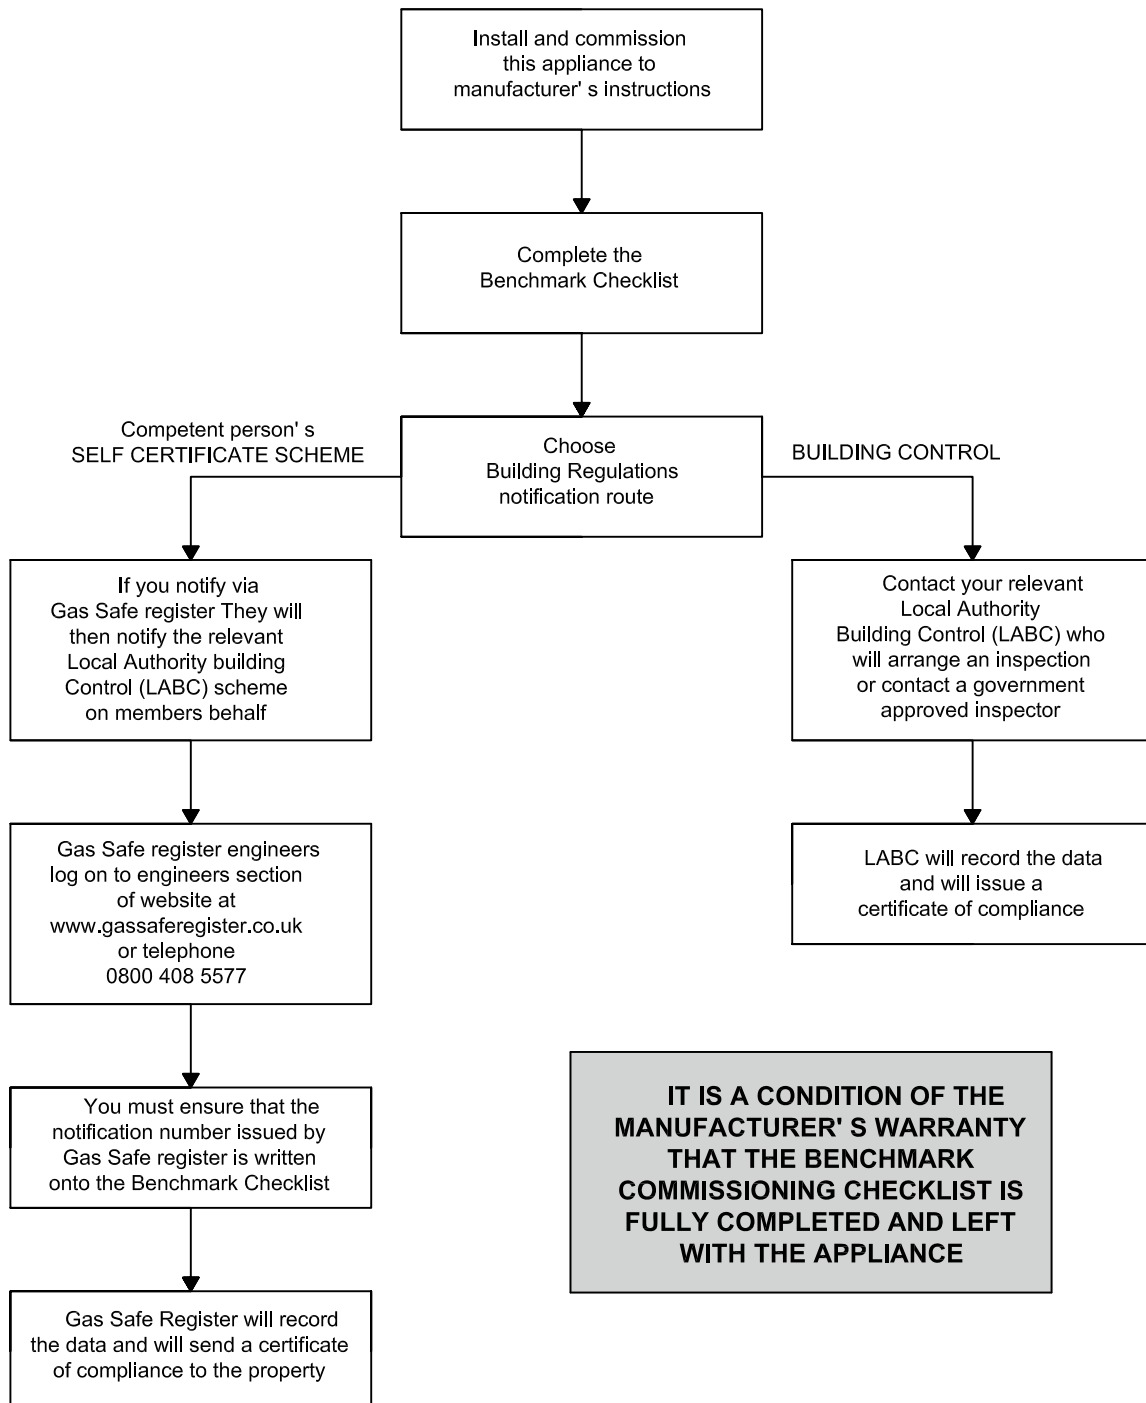 Install and commission
this appliance to
manufacturer' s instructions
Complete the
Benchmark Checklist
Choose
Building Regulations
notification route
Competent person' s
SELF CERTIFICATE SCHEME
BUILDING CONTROL
If you notify via
Gas Safe register They will
then notify the relevant
Local Authority building
Control (LABC) scheme
on members behalf
Contact your relevant
Local Authority
Building Control (LABC) who
will arrange an inspection
or contact a government
approved inspector
Gas Safe register engineers
log on to engineers section
of website at
www.gassaferegister.co.uk
or telephone
0800 408 5577
LABC will record the data
and will issue a
certificate of compliance
You must ensure that the
notification number issued by
Gas Safe register is written
onto the Benchmark Checklist
Gas Safe Register will record
the data and will send a certificate
of compliance to the property
IT IS A CONDITION OF THE
MANUFACTURER' S WARRANTY
THAT THE BENCHMARK
COMMISSIONING CHECKLIST IS
FULLY COMPLETED AND LEFT
WITH THE APPLIANCE